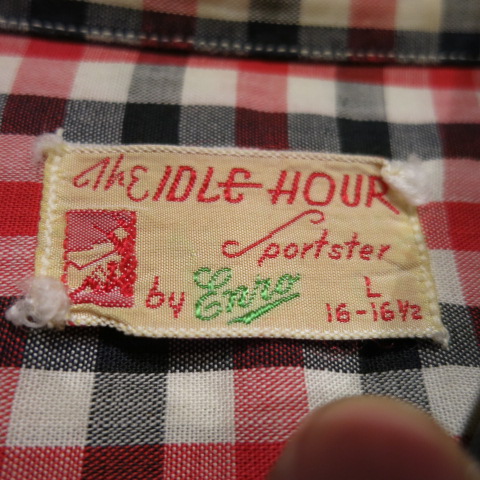 The IDLE HOUR
Sportster
by Enro
L
16-16½